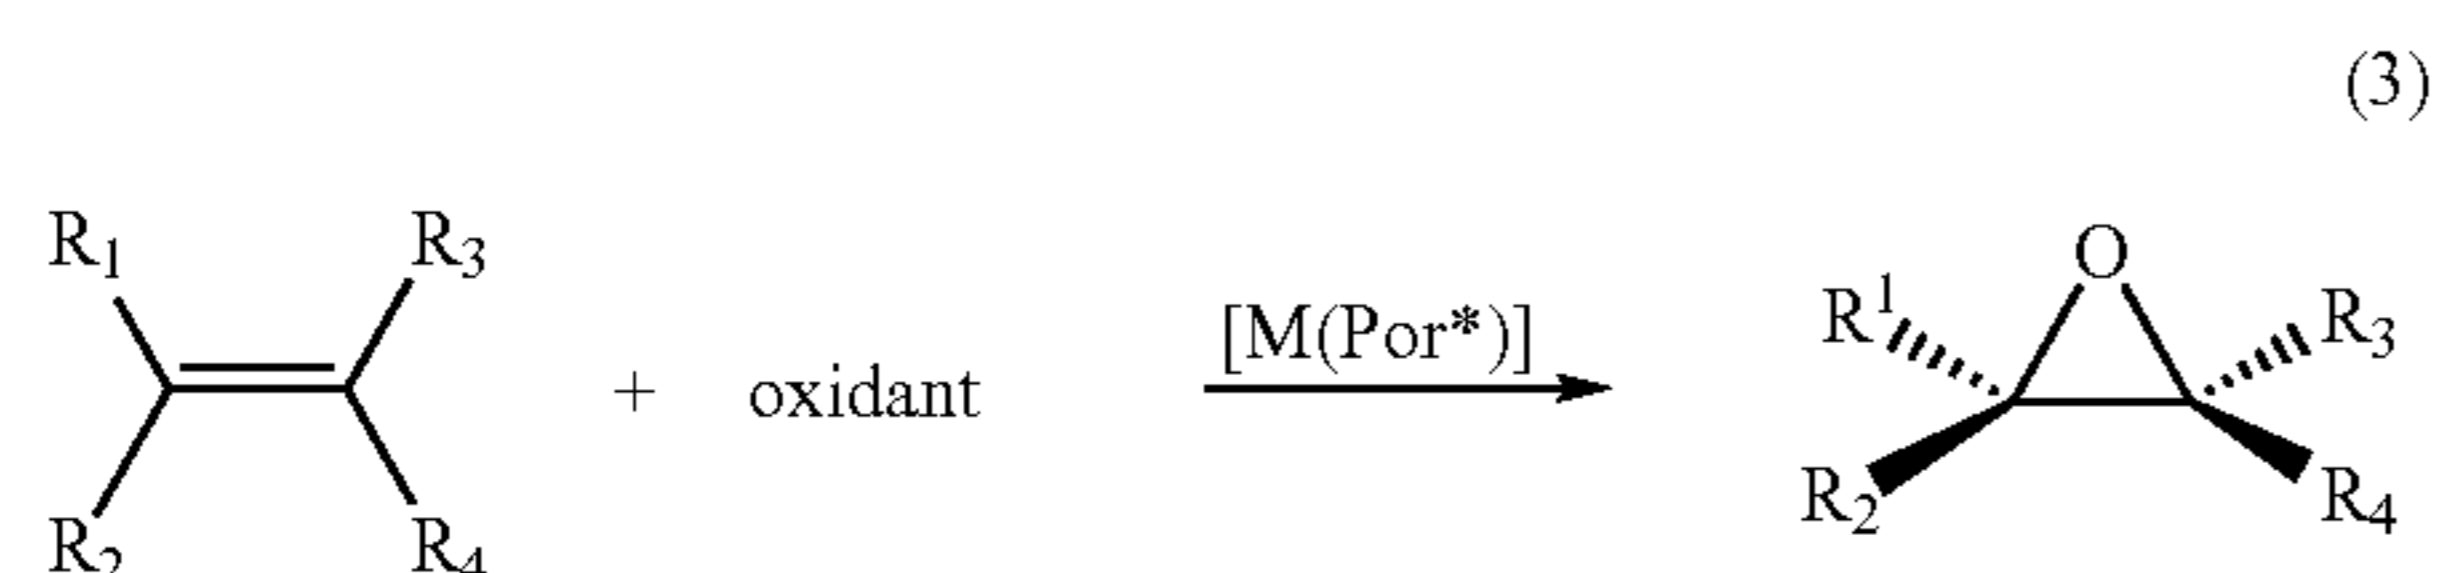 (3)
R₁ R₃ O
[M(Por*)] R¹ R₃
+ oxidant
R₂ R₄ R₂ R₄